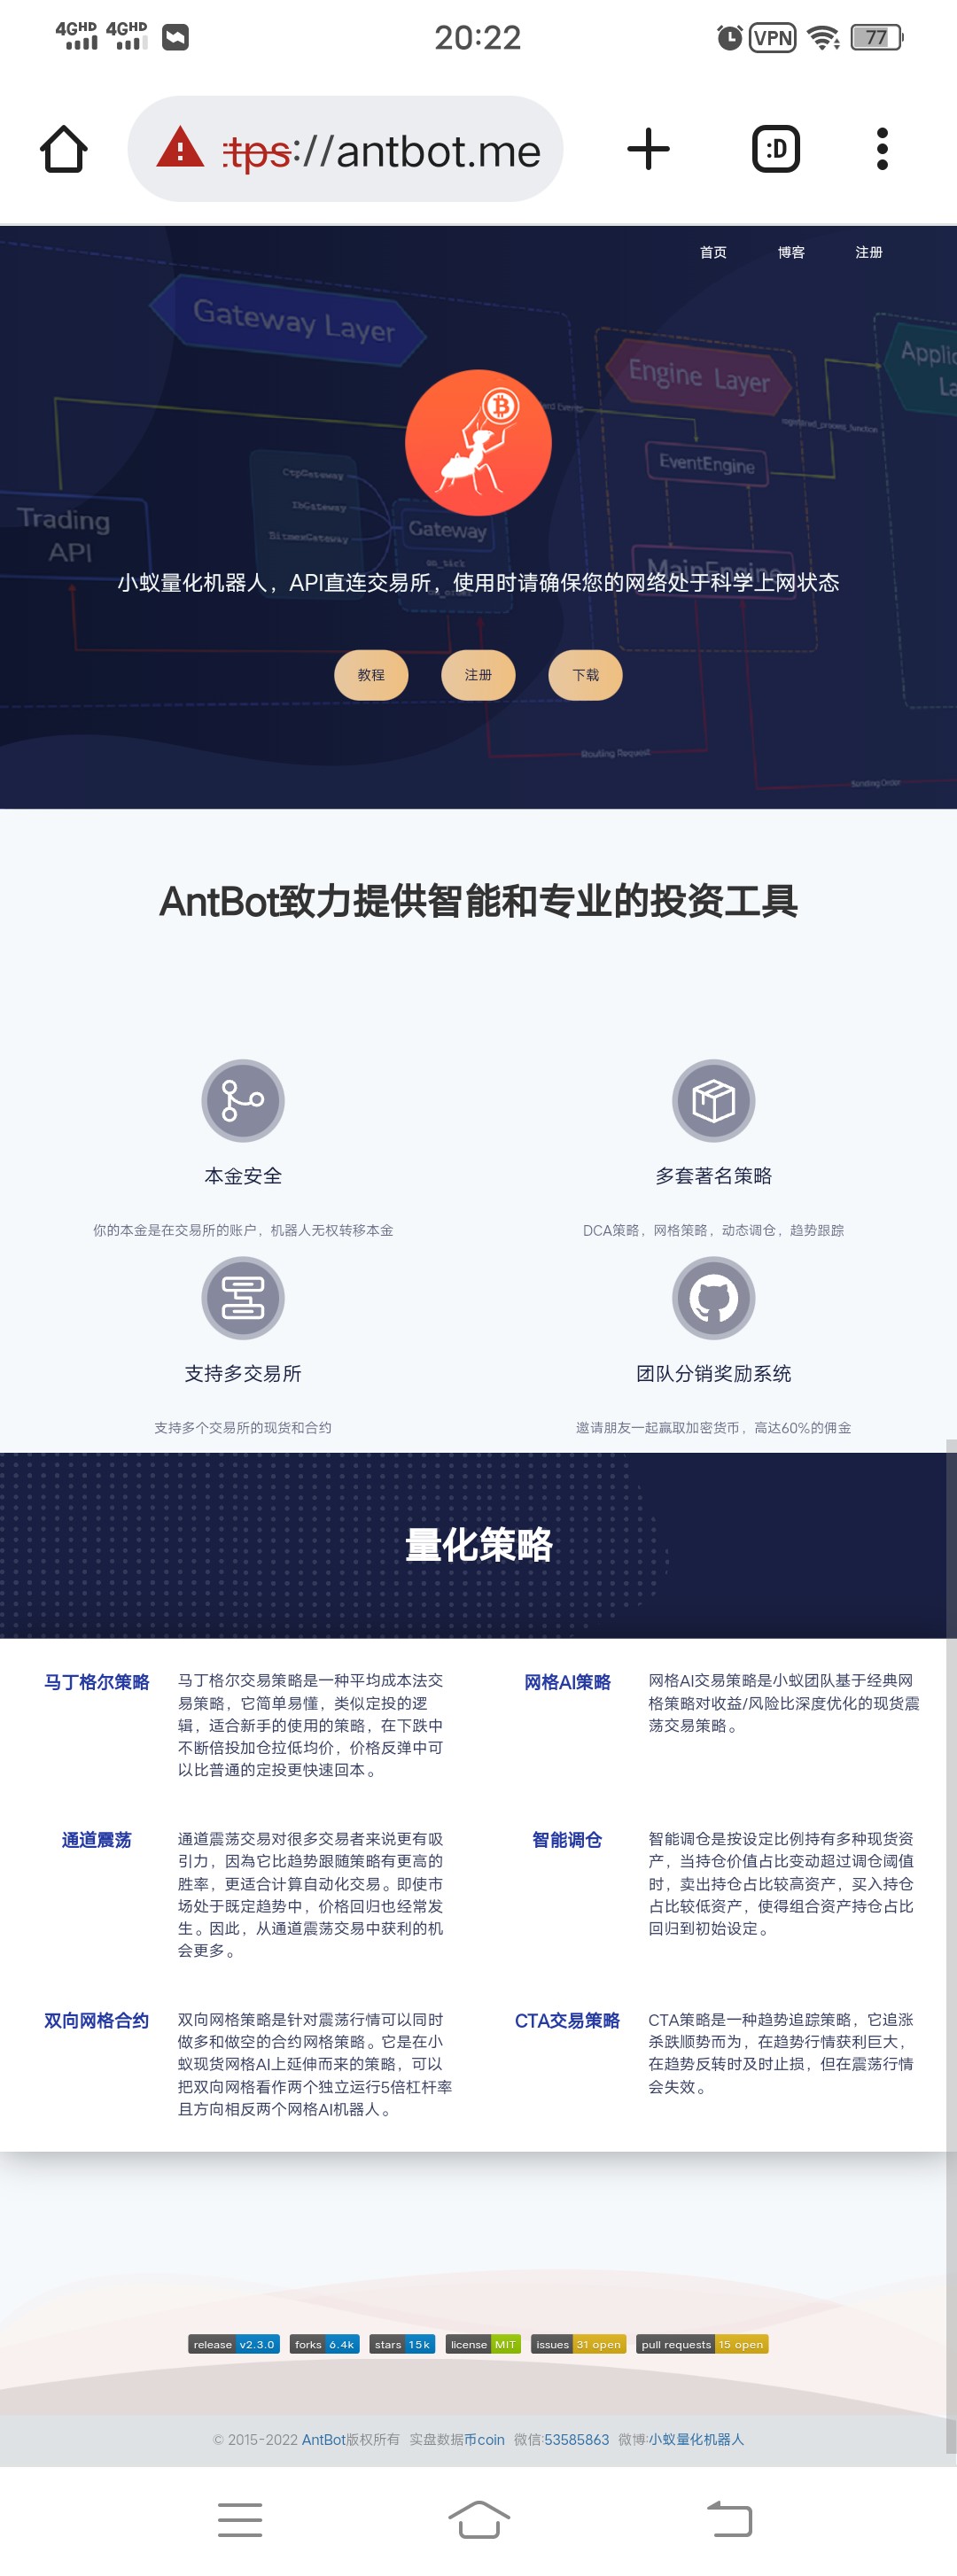 4GHD 4GHD 20:22 VPN 77
tps://antbot.me :D
首页 博客 注册
Gateway Layer
Engine Layer
CtpGateway
EventEngine
IbGateway
Trading API
Gateway
BitmexGateway
on_tick
MainEngine
小蚁量化机器人，API直连交易所，使用时请确保您的网络处于科学上网状态
教程 注册 下载
Routing Request
Sending Order
AntBot致力提供智能和专业的投资工具
本金安全
你的本金是在交易所的账户，机器人无权转移本金
多套著名策略
DCA策略，网格策略，动态调仓，趋势跟踪
支持多交易所
支持多个交易所的现货和合约
团队分销奖励系统
邀请朋友一起赢取加密货币，高达60%的佣金
量化策略
马丁格尔策略
马丁格尔交易策略是一种平均成本法交
易策略，它简单易懂，类似定投的逻
辑，适合新手的使用的策略，在下跌中
不断倍投加仓拉低均价，价格反弹中可
以比普通的定投更快速回本。
网格AI策略
网格AI交易策略是小蚁团队基于经典网
格策略对收益/风险比深度优化的现货震
荡交易策略。
通道震荡
通道震荡交易对很多交易者来说更有吸
引力，因為它比趋势跟随策略有更高的
胜率，更适合计算自动化交易。即使市
场处于既定趋势中，价格回归也经常发
生。因此，从通道震荡交易中获利的机
会更多。
智能调仓
智能调仓是按设定比例持有多种现货资
产，当持仓价值占比变动超过调仓阈值
时，卖出持仓占比较高资产，买入持仓
占比较低资产，使得组合资产持仓占比
回归到初始设定。
双向网格合约
双向网格策略是针对震荡行情可以同时
做多和做空的合约网格策略。它是在小
蚁现货网格AI上延伸而来的策略，可以
把双向网格看作两个独立运行5倍杠杆率
且方向相反两个网格AI机器人。
CTA交易策略
CTA策略是一种趋势追踪策略，它追涨
杀跌顺势而为，在趋势行情获利巨大，
在趋势反转时及时止损，但在震荡行情
会失效。
release v2.3.0 forks 6.4k stars 15k license MIT issues 31 open pull requests 15 open
© 2015-2022 AntBot版权所有 实盘数据币coin 微信:53585863 微博:小蚁量化机器人